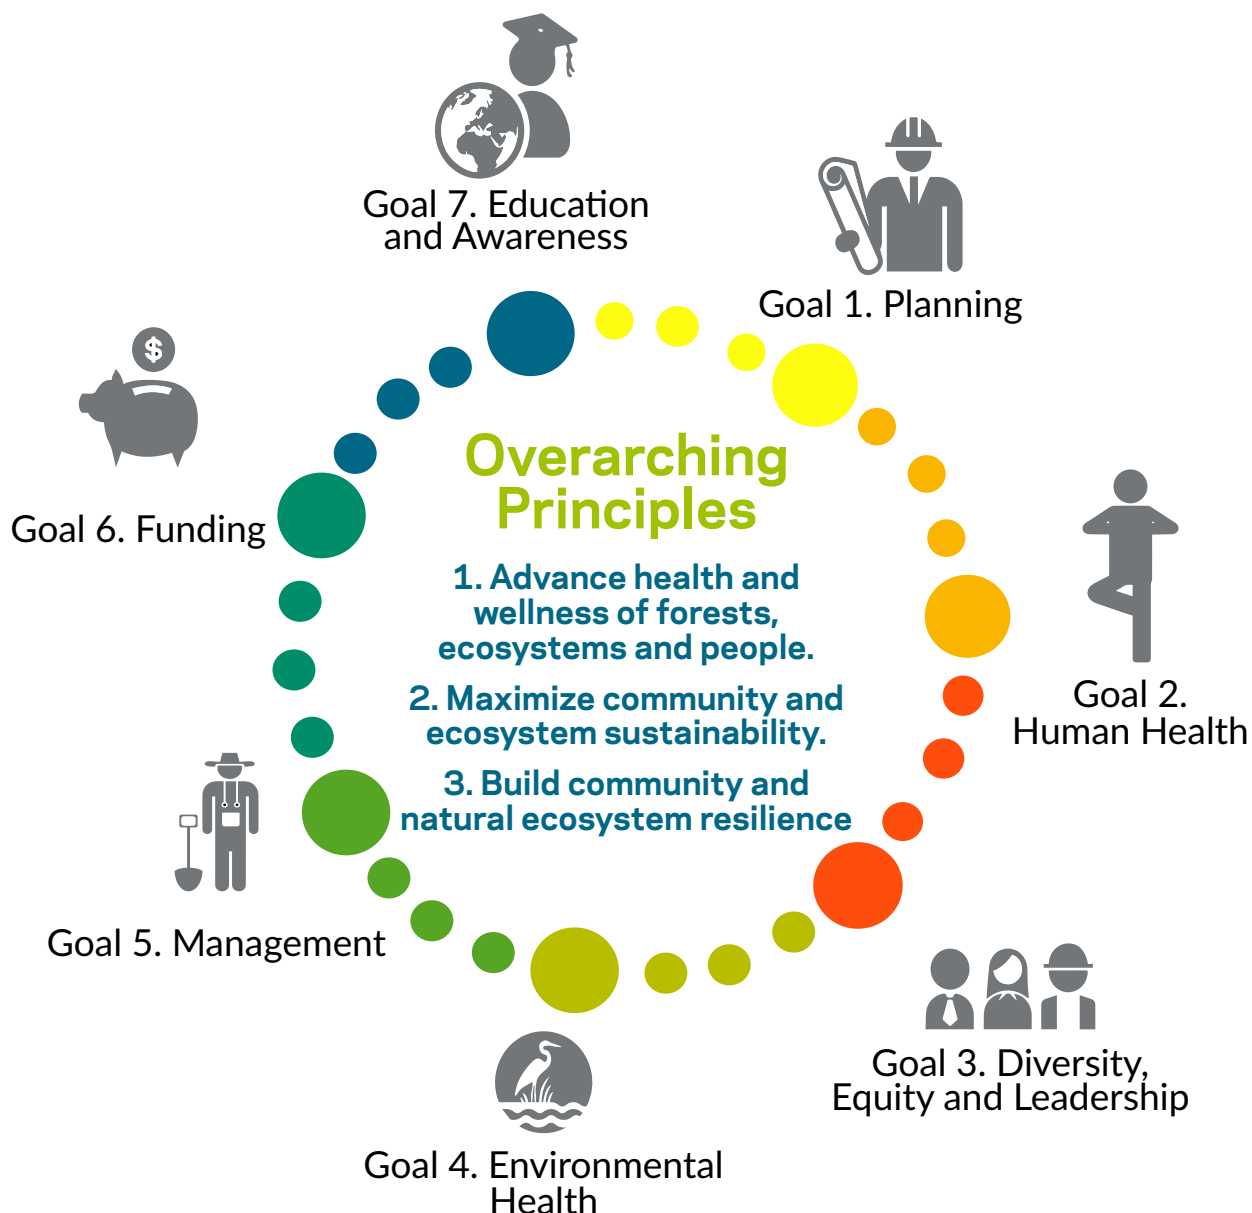 Goal 7. Education
and Awareness
Goal 1. Planning
$
Goal 6. Funding
Overarching
Principles
1. Advance health and
wellness of forests,
ecosystems and people.
2. Maximize community and
ecosystem sustainability.
3. Build community and
natural ecosystem resilience
Goal 2.
Human Health
Goal 5. Management
Goal 3. Diversity,
Equity and Leadership
Goal 4. Environmental
Health